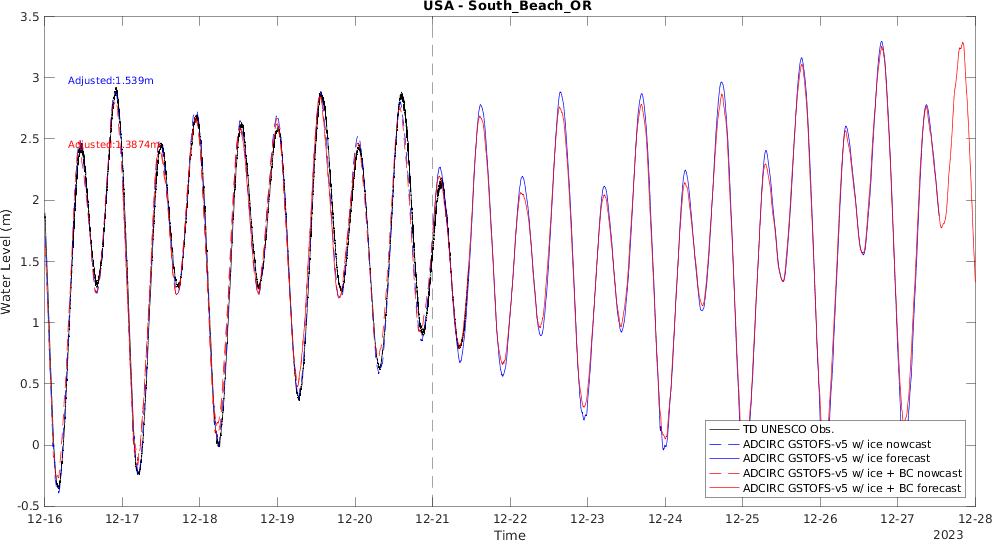 USA - South_Beach_OR
3.5
3
2.5
2
1.5
1
0.5
0
-0.5
Water Level (m)
Adjusted:1.539m
Adjusted:1.3874m
TD UNESCO Obs.
ADCIRC GSTOFS-v5 w/ ice nowcast
ADCIRC GSTOFS-v5 w/ ice forecast
ADCIRC GSTOFS-v5 w/ ice + BC nowcast
ADCIRC GSTOFS-v5 w/ ice + BC forecast
12-16 12-17 12-18 12-19 12-20 12-21 12-22 12-23 12-24 12-25 12-26 12-27 12-28
Time
2023